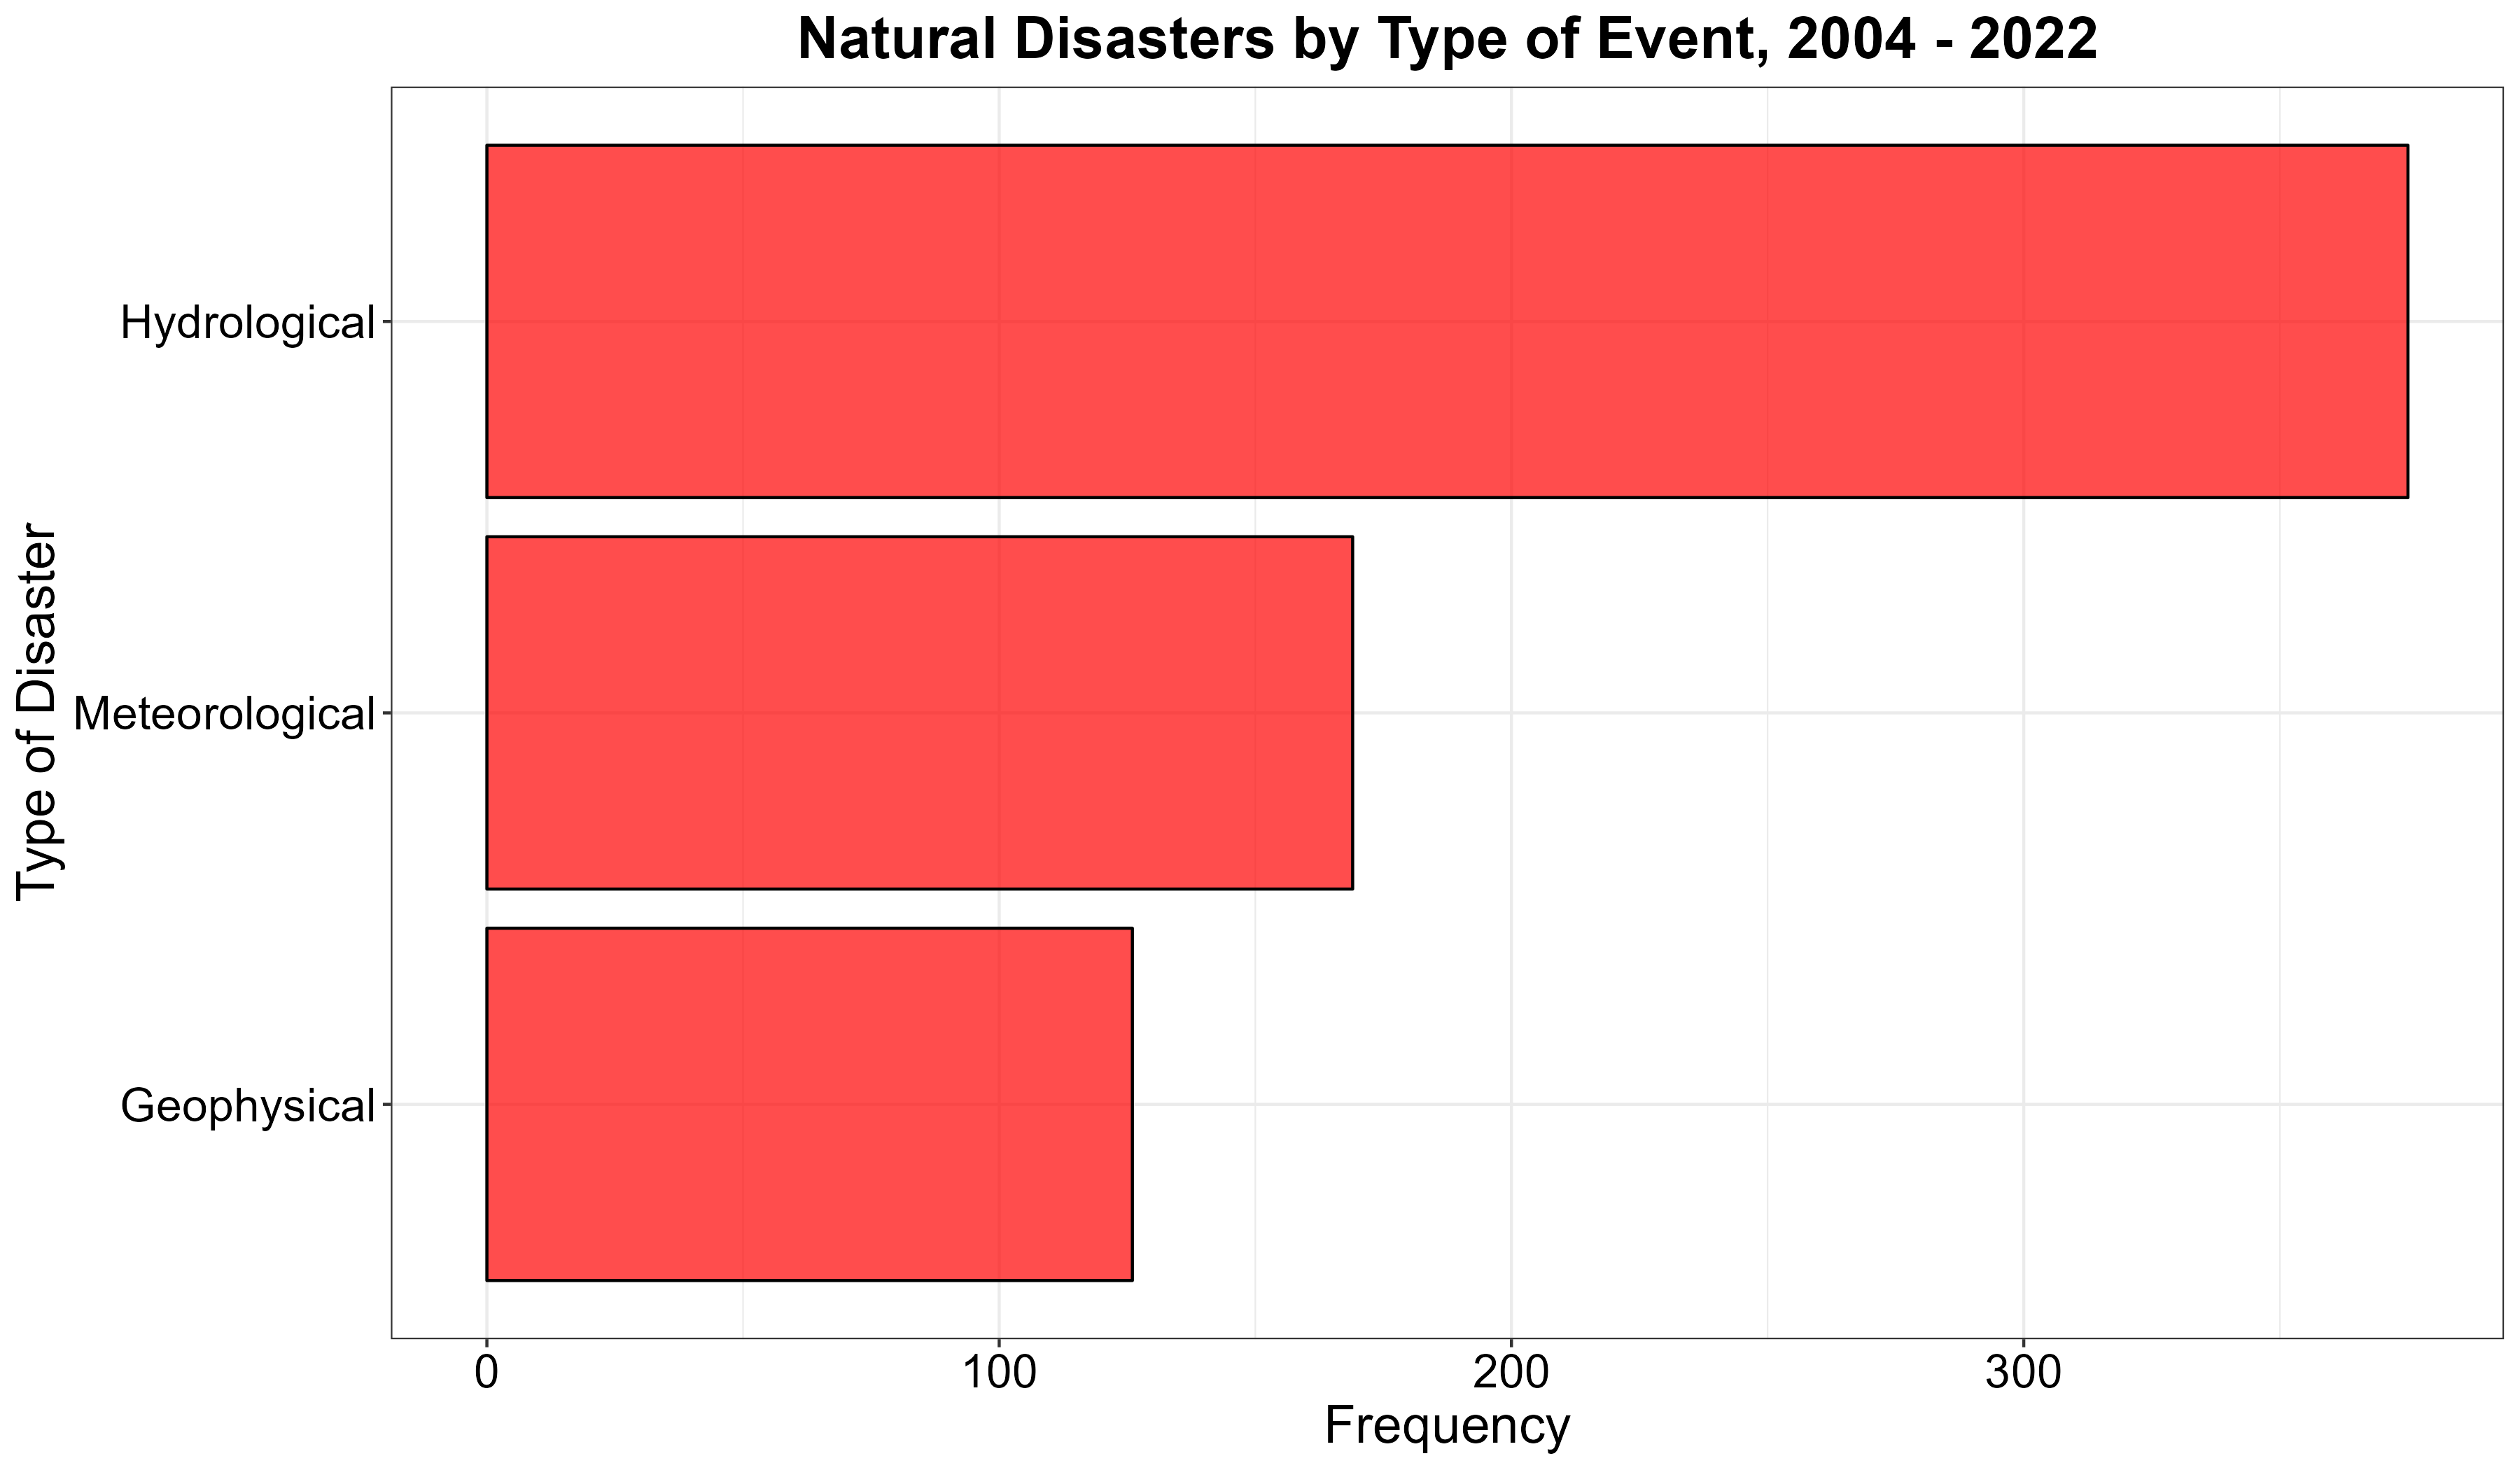 Natural Disasters by Type of Event, 2004 - 2022
Type of Disaster
Hydrological
Meteorological
Geophysical
0 100 200 300
Frequency